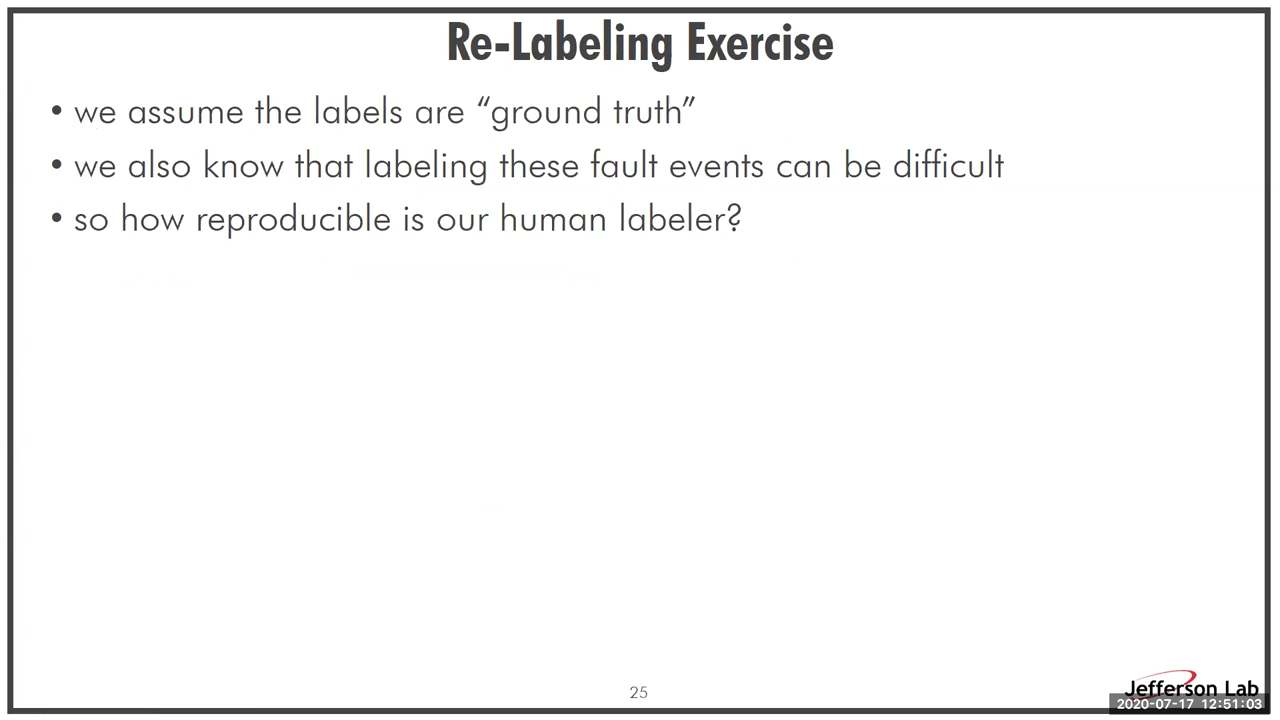 Re-Labeling Exercise
• we assume the labels are “ground truth”
• we also know that labeling these fault events can be difficult
• so how reproducible is our human labeler?
25
Jefferson Lab
2020-07-17 12:51:03